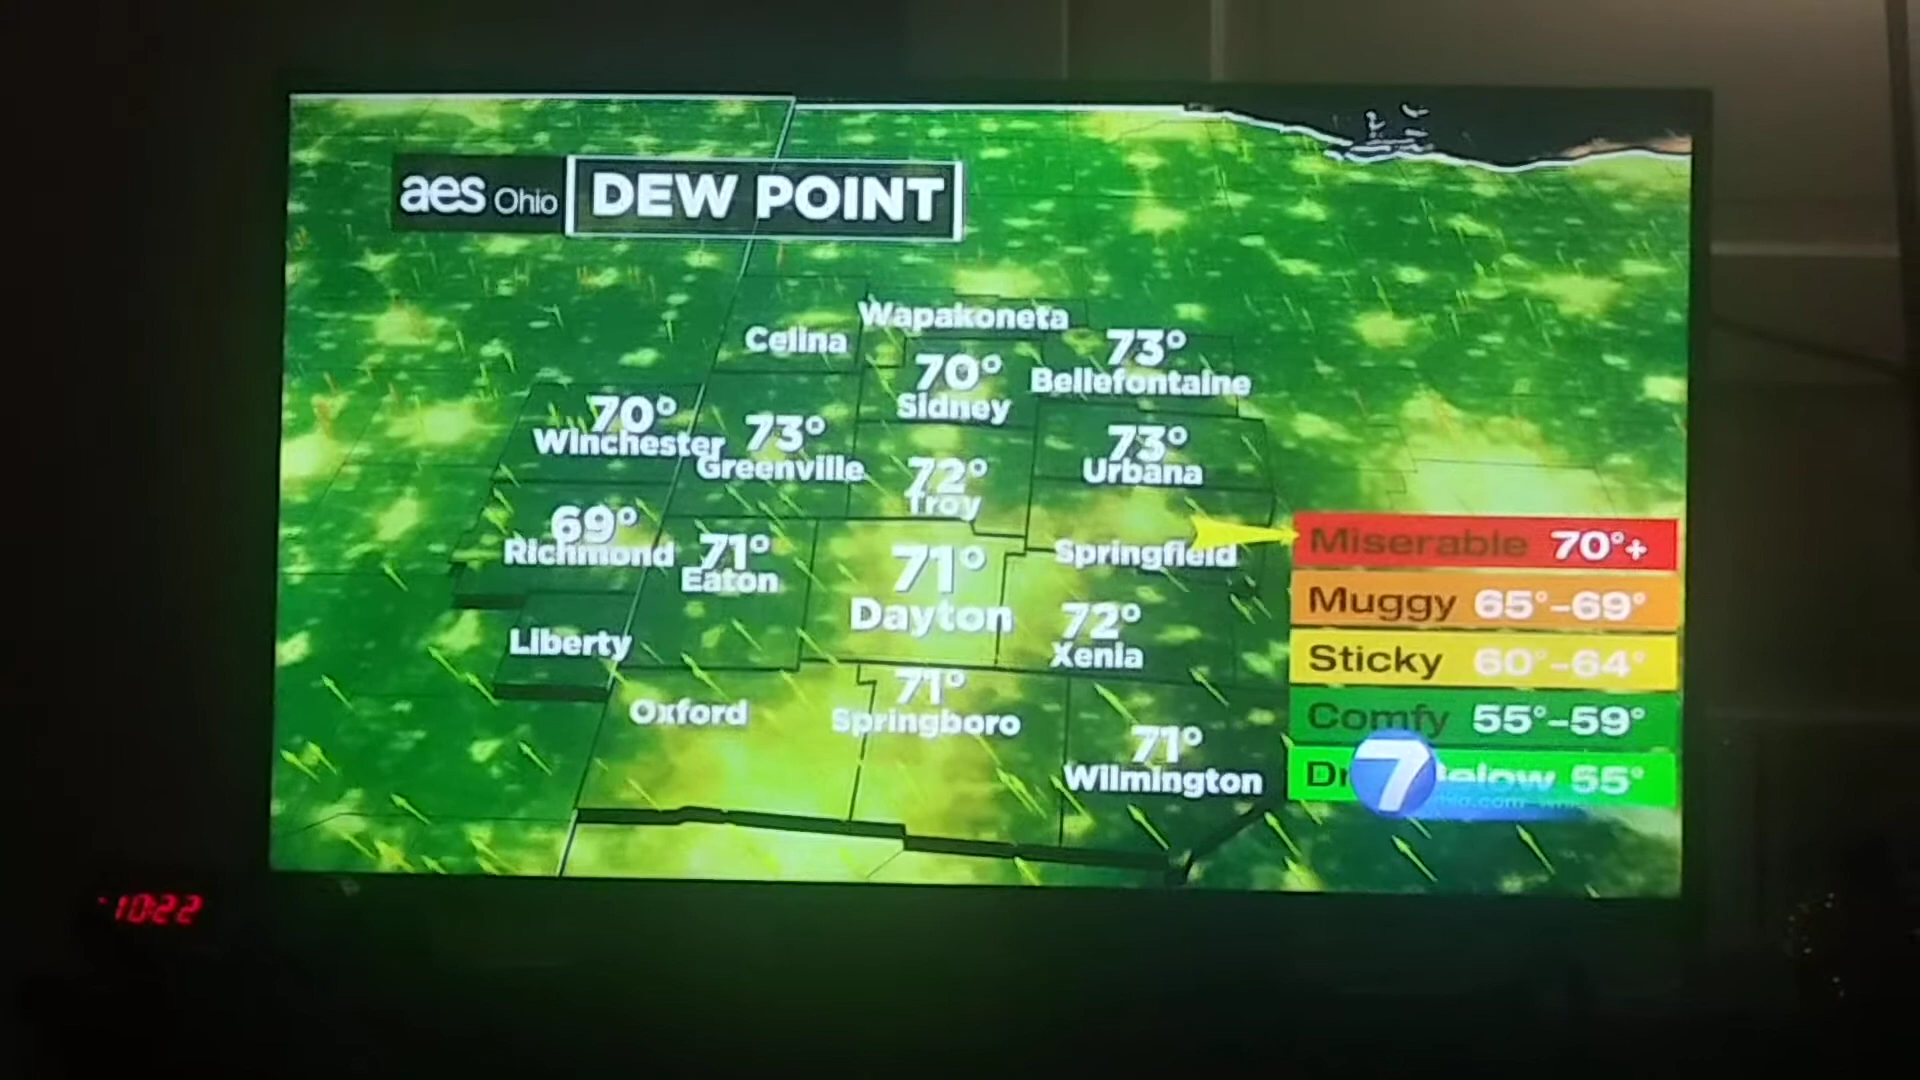 aes Ohio DEW POINT
Wapakoneta
Celina
73°
Bellefontaine
70°
Sidney
70°
Winchester
73°
Greenville
73°
Urbana
72°
Troy
69°
Richmond
71°
Eaton
71°
Dayton
Springfield
72°
Xenia
Liberty
71°
Springboro
Oxford
71°
Wilmington
Miserable 70°+
Muggy 65°-69°
Sticky 60°-64°
Comfy 55°-59°
55°
7
10:22